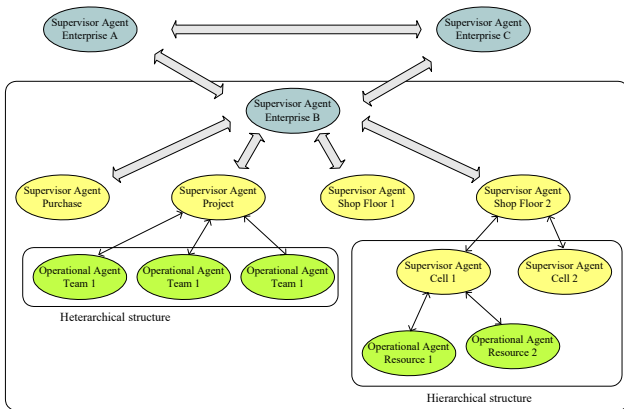 Supervisor Agent
Enterprise A
Supervisor Agent
Enterprise C
Supervisor Agent
Enterprise B
Supervisor Agent
Purchase
Supervisor Agent
Project
Supervisor Agent
Shop Floor 1
Supervisor Agent
Shop Floor 2
Operational Agent
Team 1
Operational Agent
Team 1
Operational Agent
Team 1
Heterarchical structure
Supervisor Agent
Cell 1
Supervisor Agent
Cell 2
Operational Agent
Resource 1
Operational Agent
Resource 2
Hierarchical structure